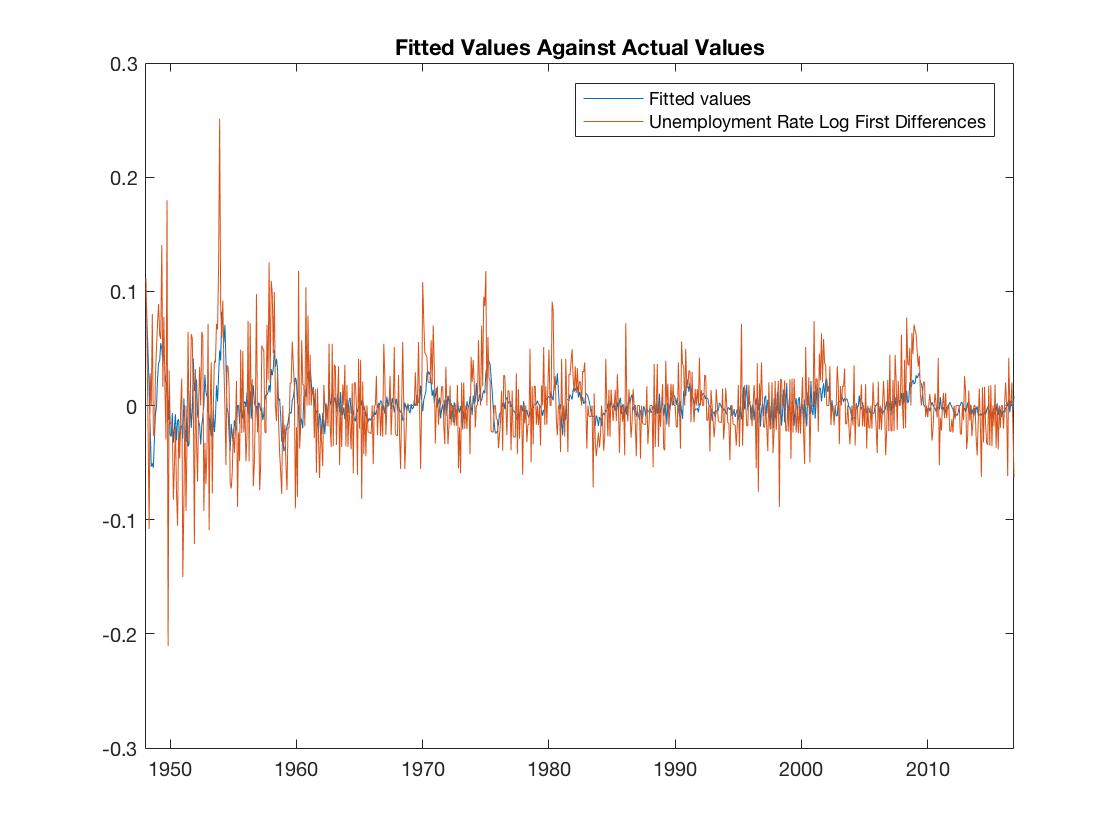 Fitted Values Against Actual Values
0.3
Fitted values
Unemployment Rate Log First Differences
0.2
0.1
0
-0.1
-0.2
-0.3
1950 1960 1970 1980 1990 2000 2010